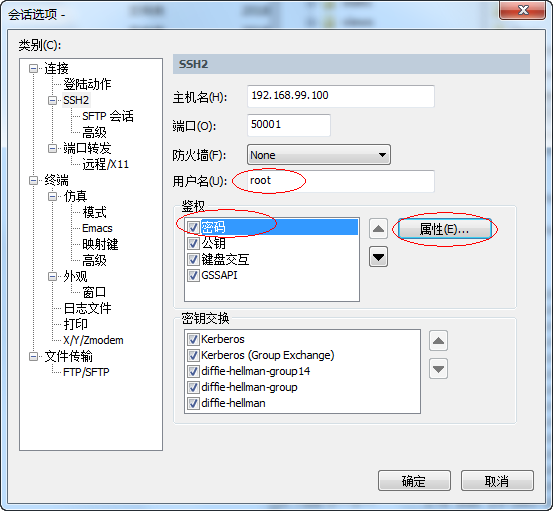 会话选项 -
类别(C):
连接
登陆动作
SSH2
SFTP 会话
高级
端口转发
远程/X11
终端
仿真
模式
Emacs
映射键
高级
外观
窗口
日志文件
打印
X/Y/Zmodem
文件传输
FTP/SFTP
SSH2
主机名(H): 192.168.99.100
端口(O): 50001
防火墙(F): None
用户名(U): root
鉴权
密码
公钥
键盘交互
GSSAPI
属性(E)...
密钥交换
Kerberos
Kerberos (Group Exchange)
diffie-hellman-group14
diffie-hellman-group
diffie-hellman
确定 取消